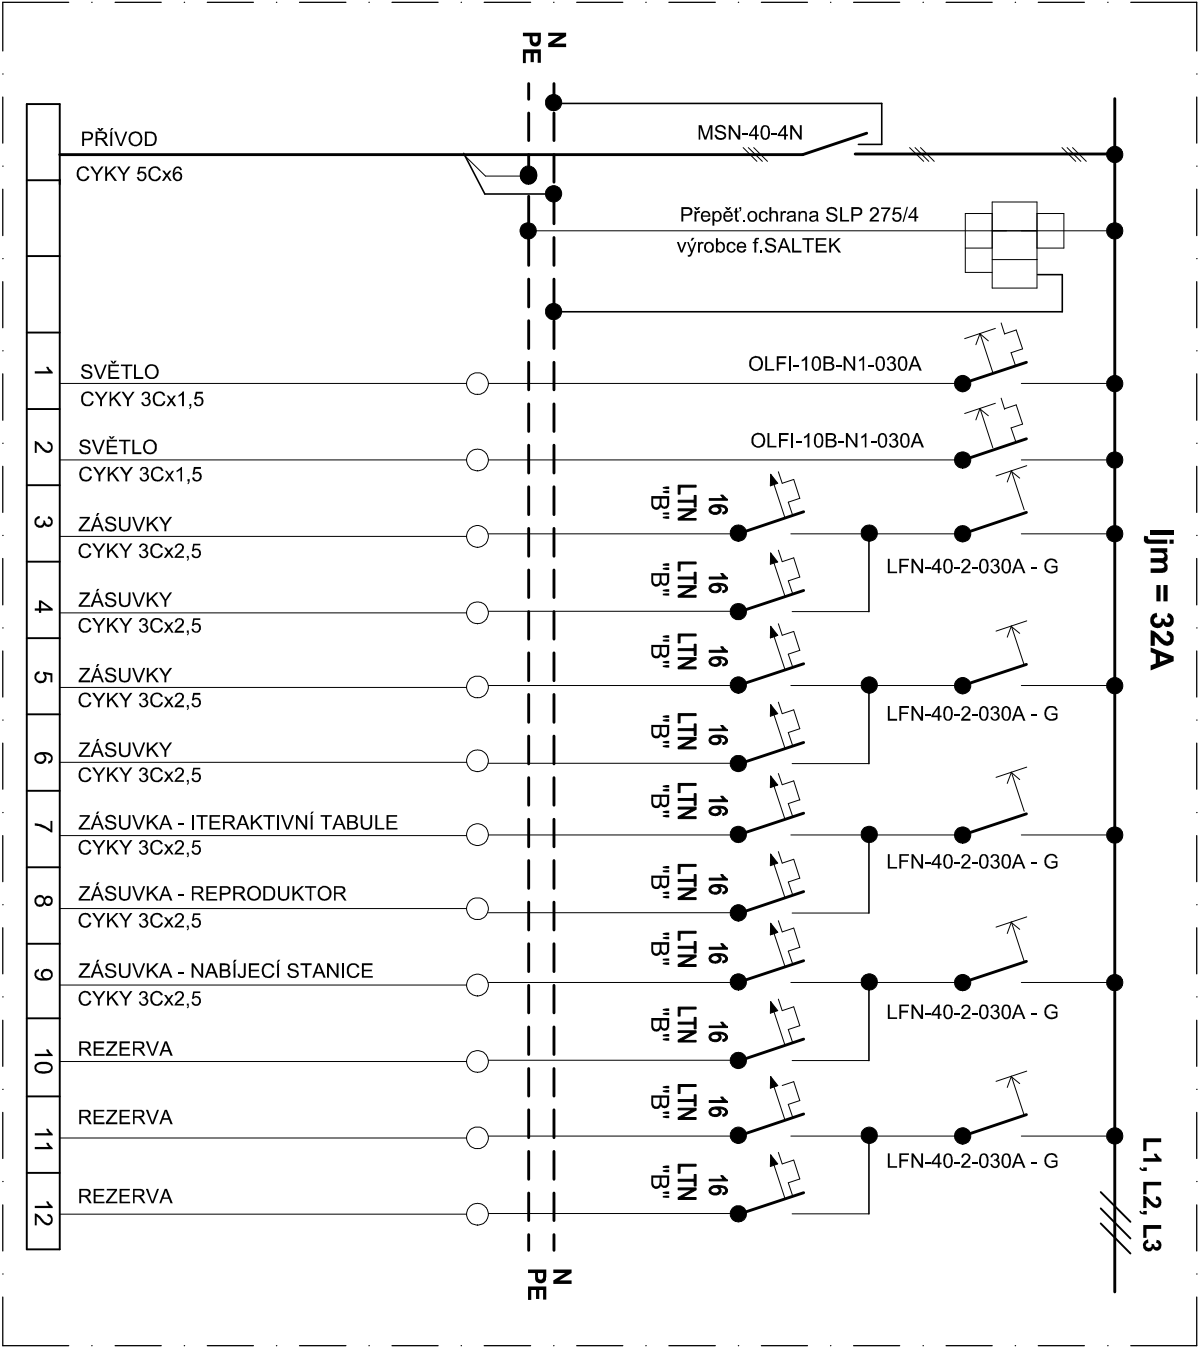 N
PE
PŘÍVOD
CYKY 5Cx6
MSN-40-4N
Přepěť.ochrana SLP 275/4
výrobce f.SALTEK
1
SVĚTLO
CYKY 3Cx1,5
OLFI-10B-N1-030A
2
SVĚTLO
CYKY 3Cx1,5
OLFI-10B-N1-030A
3
ZÁSUVKY
CYKY 3Cx2,5
16
LTN
"B"
LFN-40-2-030A - G
4
ZÁSUVKY
CYKY 3Cx2,5
16
LTN
"B"
5
ZÁSUVKY
CYKY 3Cx2,5
16
LTN
"B"
LFN-40-2-030A - G
6
ZÁSUVKY
CYKY 3Cx2,5
16
LTN
"B"
7
ZÁSUVKA - ITERAKTIVNÍ TABULE
CYKY 3Cx2,5
16
LTN
"B"
LFN-40-2-030A - G
8
ZÁSUVKA - REPRODUKTOR
CYKY 3Cx2,5
16
LTN
"B"
9
ZÁSUVKA - NABÍJECÍ STANICE
CYKY 3Cx2,5
16
LTN
"B"
LFN-40-2-030A - G
10
REZERVA
16
LTN
"B"
11
REZERVA
16
LTN
"B"
LFN-40-2-030A - G
12
REZERVA
16
LTN
"B"
Ijm = 32A
L1, L2, L3
N
PE